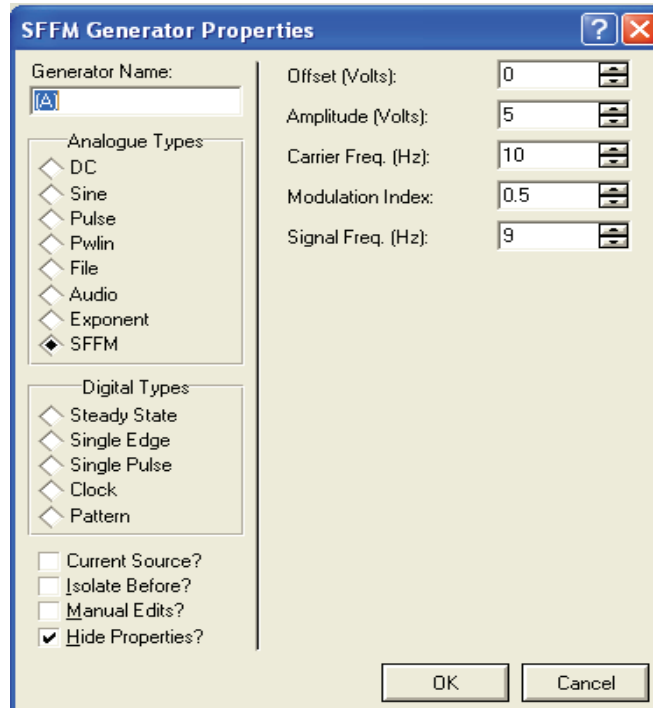 SFFM Generator Properties
Generator Name:
(A)
Analogue Types
DC
Sine
Pulse
Pwlin
File
Audio
Exponent
SFFM
Digital Types
Steady State
Single Edge
Single Pulse
Clock
Pattern
Current Source?
Isolate Before?
Manual Edits?
Hide Properties?
Offset (Volts): 0
Amplitude (Volts): 5
Carrier Freq. (Hz): 10
Modulation Index: 0.5
Signal Freq. (Hz): 9
OK Cancel